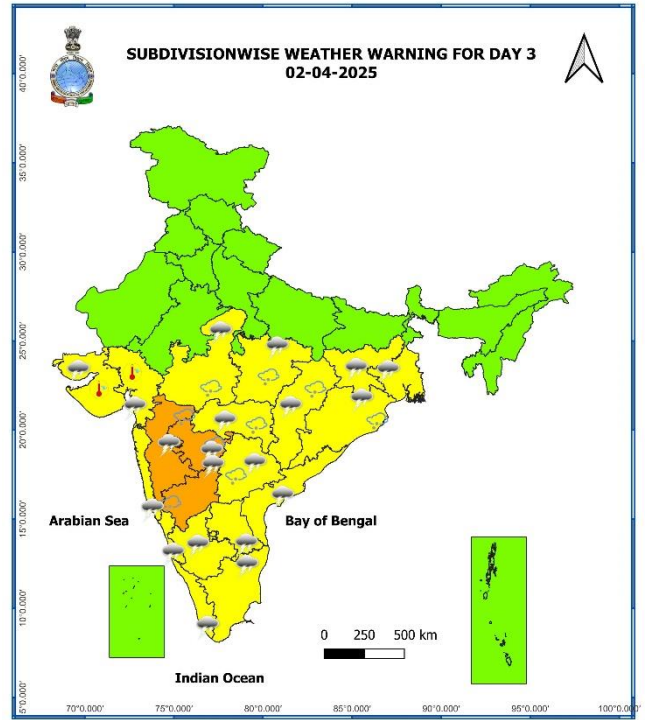 SUBDIVISIONWISE WEATHER WARNING FOR DAY 3
02-04-2025
40°0.000'
35°0.000'
30°0.000'
25°0.000'
20°0.000'
15°0.000'
10°0.000'
5°0.000'
Arabian Sea
Bay of Bengal
0 250 500 km
Indian Ocean
70°0.000' 75°0.000' 80°0.000' 85°0.000' 90°0.000' 95°0.000' 100°0.000'